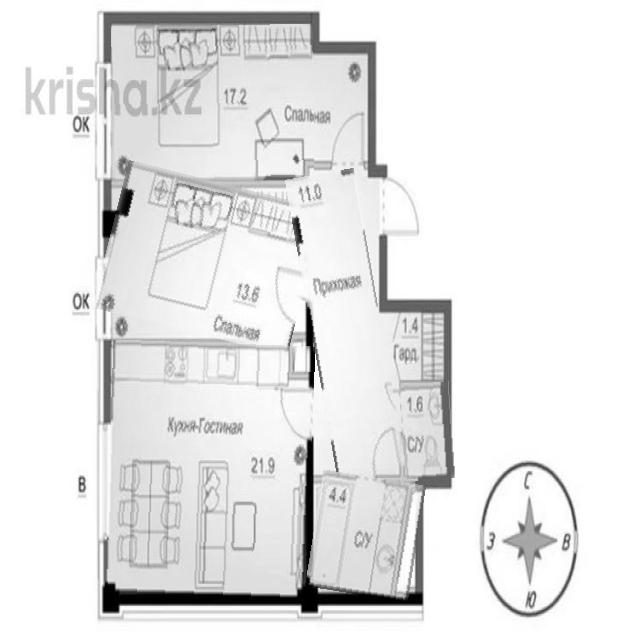 krisha.kz
17.2
Спальная
ОК
11.0
Прихожая
13.6
Спальная
ОК
1.4
Гард.
1.6
С/У
Кухня-Гостиная
21.9
В
4.4
С/У
С
З
В
Ю